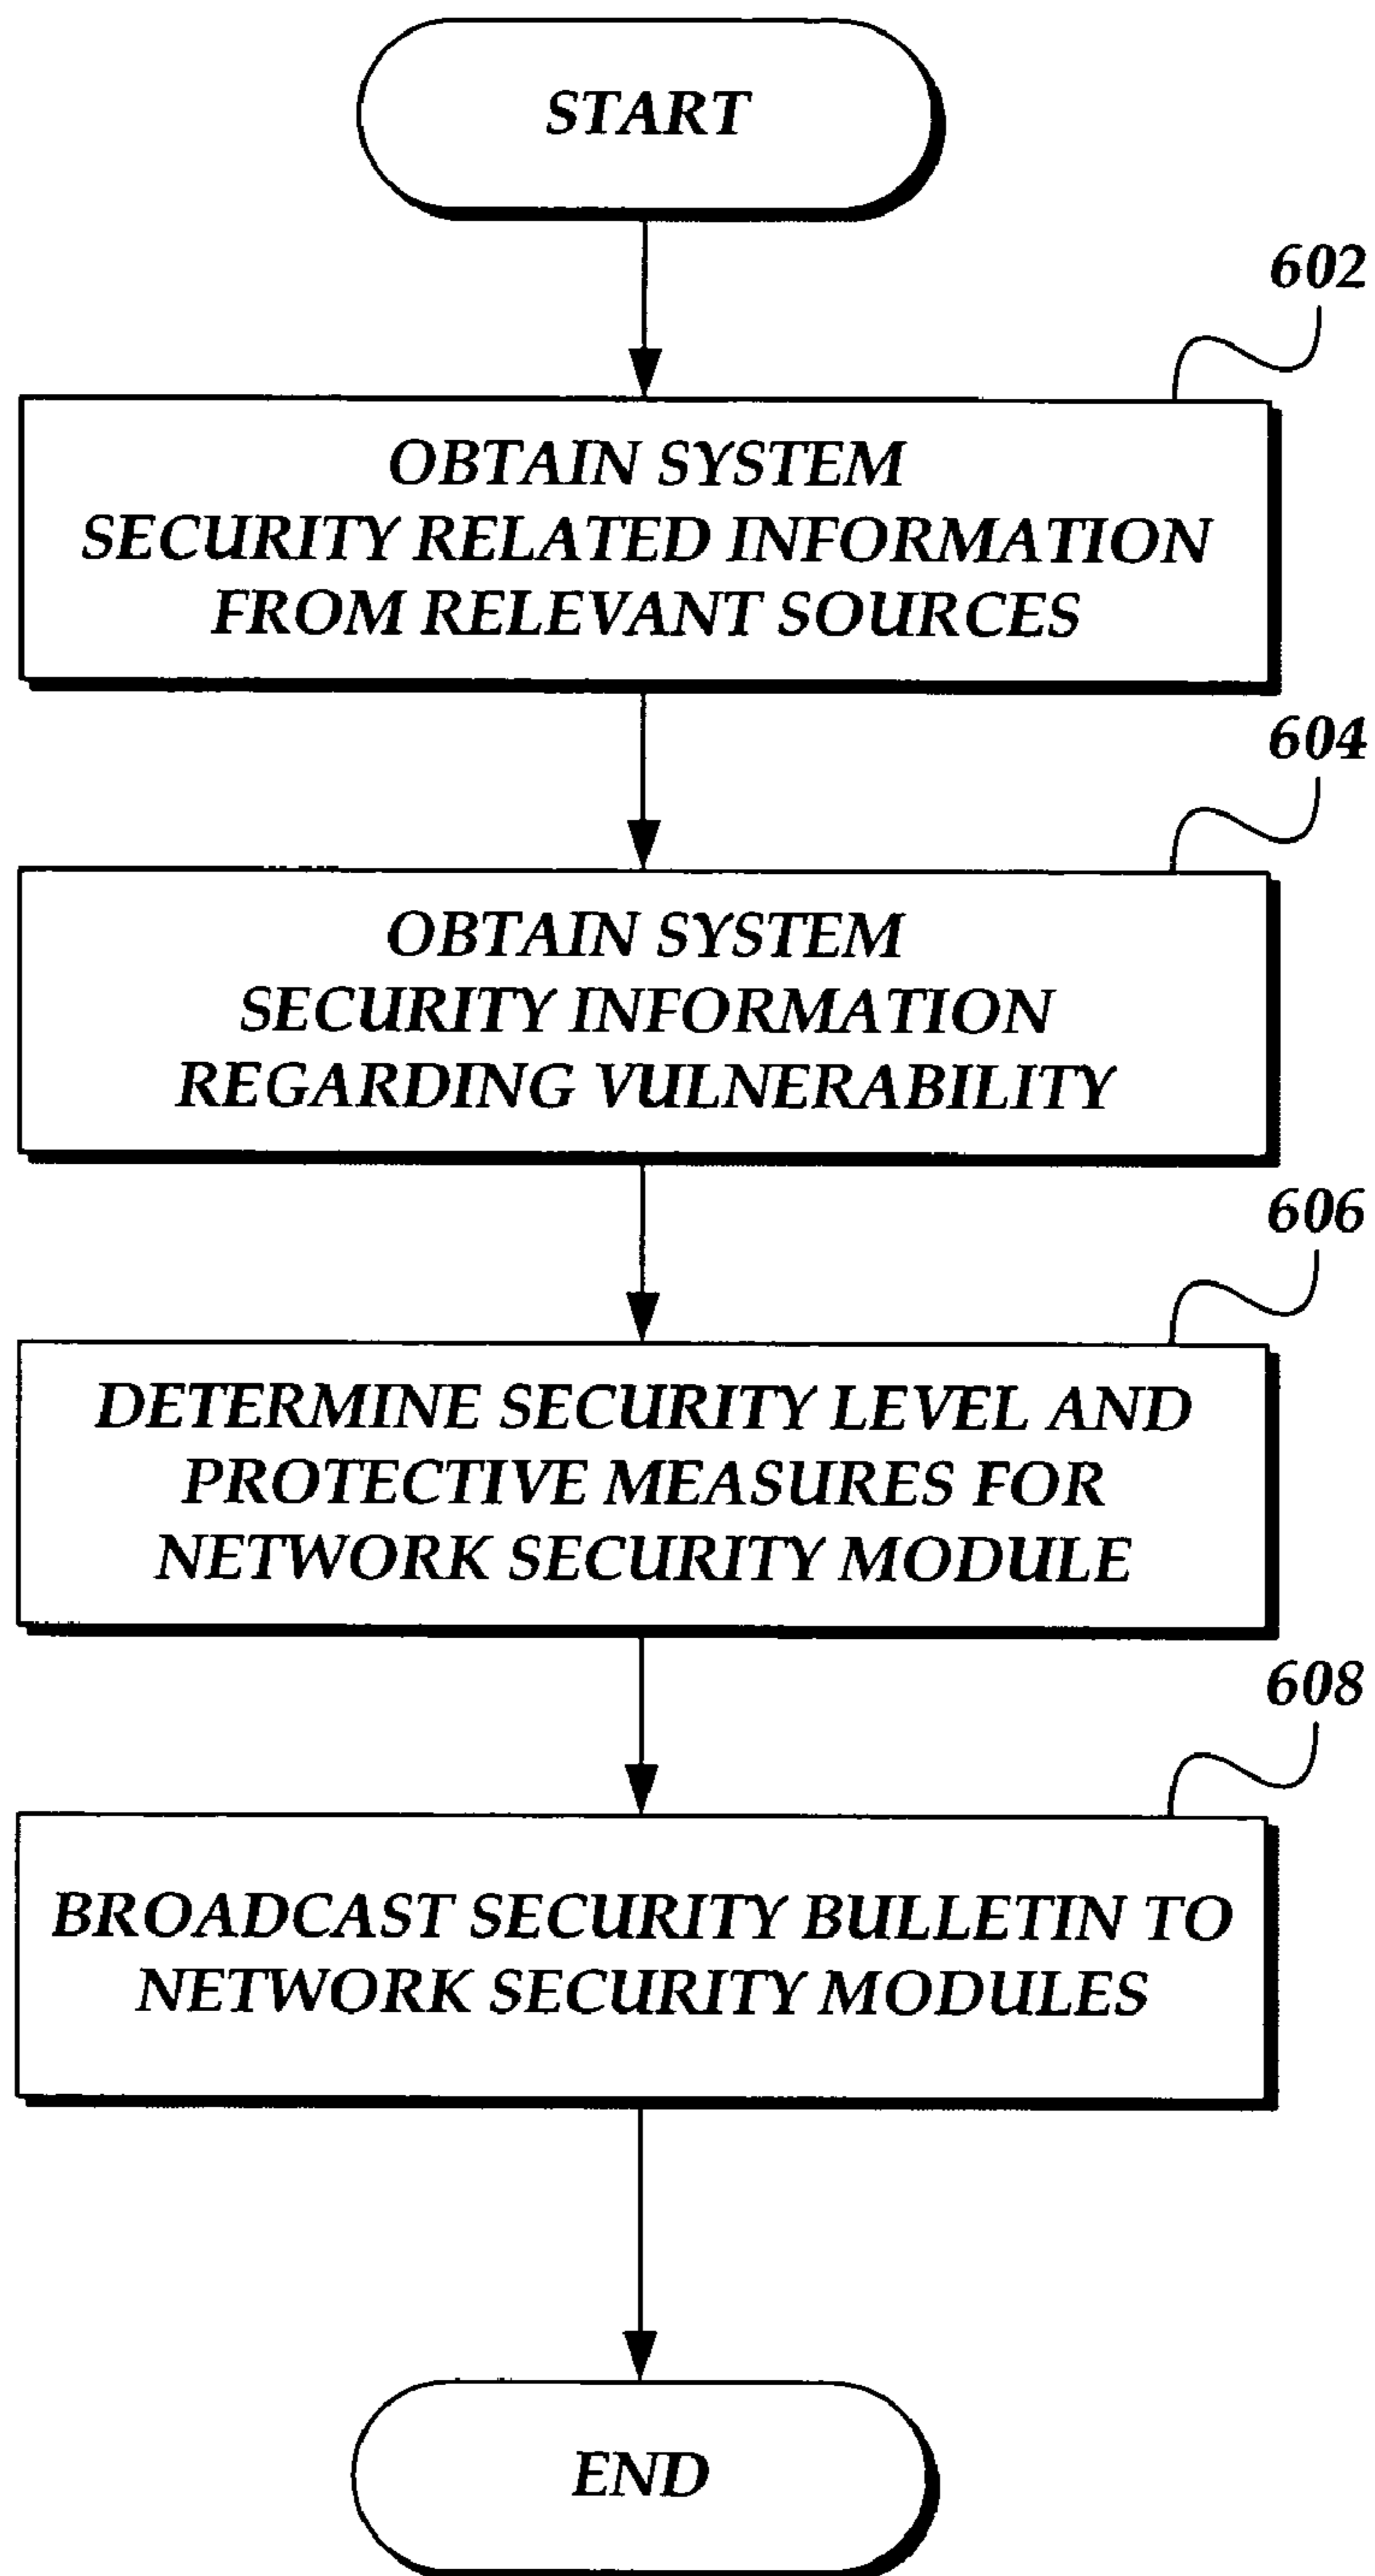 START
602
OBTAIN SYSTEM
SECURITY RELATED INFORMATION
FROM RELEVANT SOURCES
604
OBTAIN SYSTEM
SECURITY INFORMATION
REGARDING VULNERABILITY
606
DETERMINE SECURITY LEVEL AND
PROTECTIVE MEASURES FOR
NETWORK SECURITY MODULE
608
BROADCAST SECURITY BULLETIN TO
NETWORK SECURITY MODULES
END